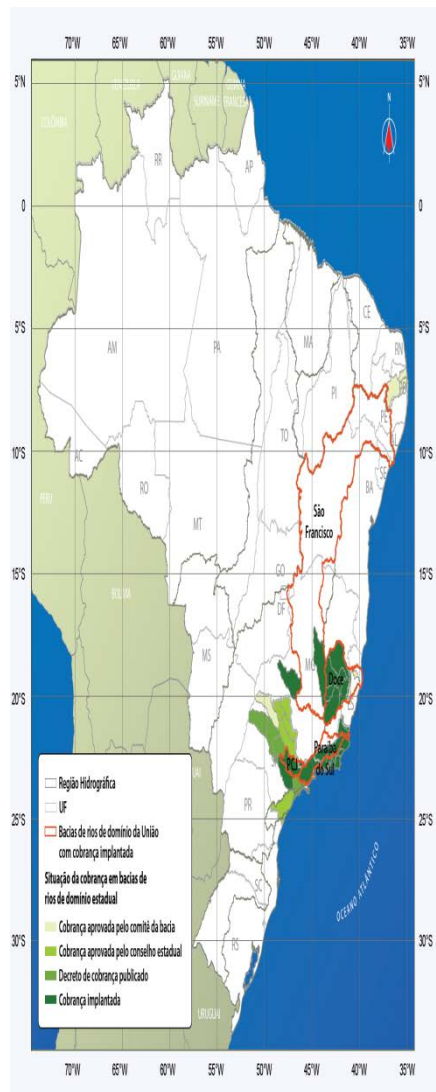 70°W 65°W 60°W 55°W 50°W 45°W 40°W 35°W
5°N
5°N
VENEZUELA
GUIANA
SURINAME
GUIANA
FRANCESA
COLÔMBIA
N
RR
AP
0
0
5°S
5°S
AM
PA
MA
CE
RN
PI
PE
TO
10°S
10°S
AC
RO
SE
BA
PERU
MT
São
Francisco
15°S
15°S
GO
DF
BOLÍVIA
MS
MG
Doce
20°S
20°S
PCJ
Paraíba
do Sul
UAI
PR
25°S
25°S
SC
OCEANO ATLÂNTICO
30°S
30°S
RS
URUGUAI
Região Hidrográfica
UF
Bacias de rios de domínio da União
com cobrança implantada
Situação da cobrança em bacias de
rios de domínio estadual
Cobrança aprovada pelo comitê da bacia
Cobrança aprovada pelo conselho estadual
Decreto de cobrança publicado
Cobrança implantada
70°W 65°W 60°W 55°W 50°W 45°W 40°W 35°W